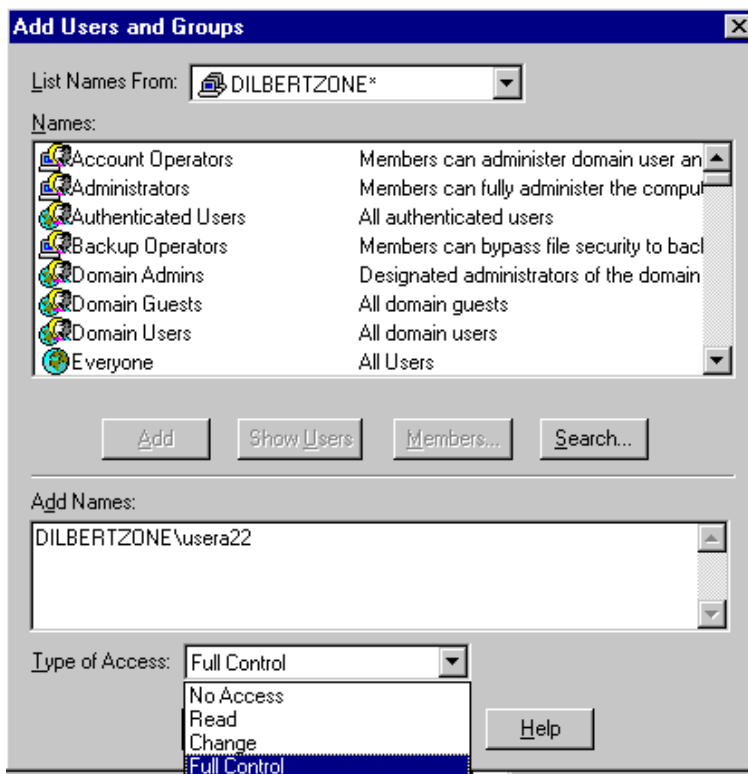 Add Users and Groups
List Names From: DILBERTZONE*
Names:
Account Operators Members can administer domain user an
Administrators Members can fully administer the comput
Authenticated Users All authenticated users
Backup Operators Members can bypass file security to bacl
Domain Admins Designated administrators of the domain
Domain Guests All domain guests
Domain Users All domain users
Everyone All Users
Add Show Users Members... Search...
Add Names:
DILBERTZONE\usera22
Type of Access: Full Control
No Access
Read
Change
Full Control
Help